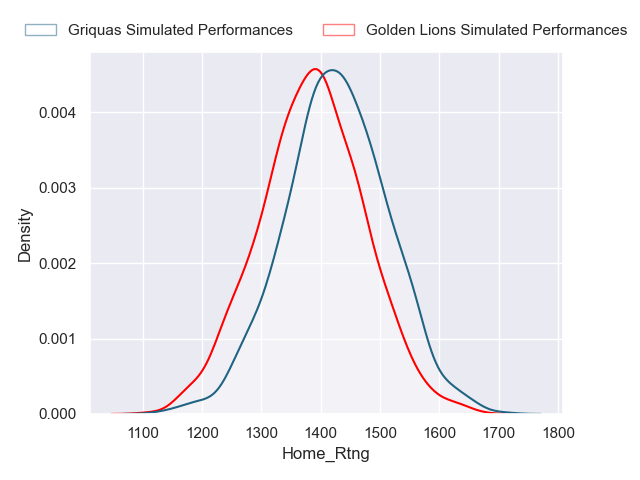 Griquas Simulated Performances Golden Lions Simulated Performances
0.004
0.003
0.002
0.001
0.000
Density
1100 1200 1300 1400 1500 1600 1700 1800
Home_Rtng